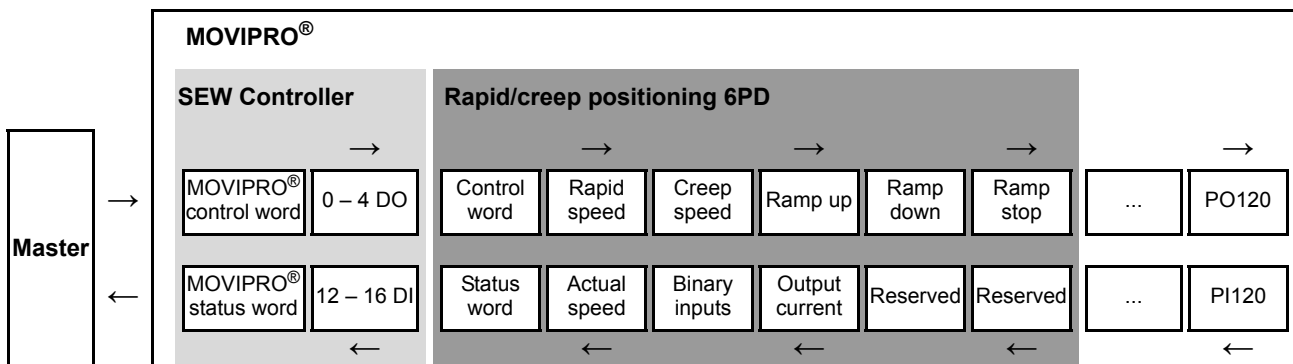 MOVIPRO®
SEW Controller
Rapid/creep positioning 6PD
→ → → → →
Master
→
MOVIPRO®
control word
0 – 4 DO
Control
word
Rapid
speed
Creep
speed
Ramp up
Ramp
down
Ramp
stop
...
PO120
←
MOVIPRO®
status word
12 – 16 DI
Status
word
Actual
speed
Binary
inputs
Output
current
Reserved
Reserved
...
PI120
← ← ← ← ←